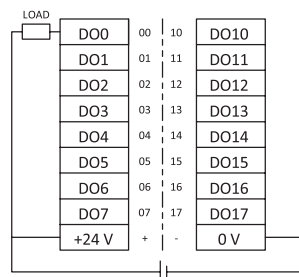 LOAD
DO0 00 10 DO10
DO1 01 11 DO11
DO2 02 12 DO12
DO3 03 13 DO13
DO4 04 14 DO14
DO5 05 15 DO15
DO6 06 16 DO16
DO7 07 17 DO17
+24 V + - 0 V